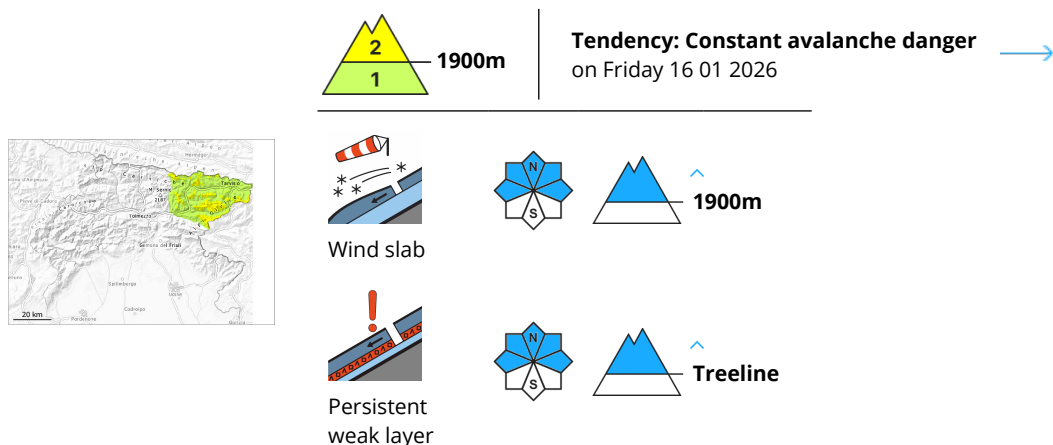 2
1
1900m
Tendency: Constant avalanche danger
on Friday 16 01 2026
N
S
1900m
Wind slab
N
S
Treeline
Persistent
weak layer
Tarvisio
Tolmezzo
Gemona del Friuli
Spilimbergo
Codroipo
Pordenone
Udine
20 km